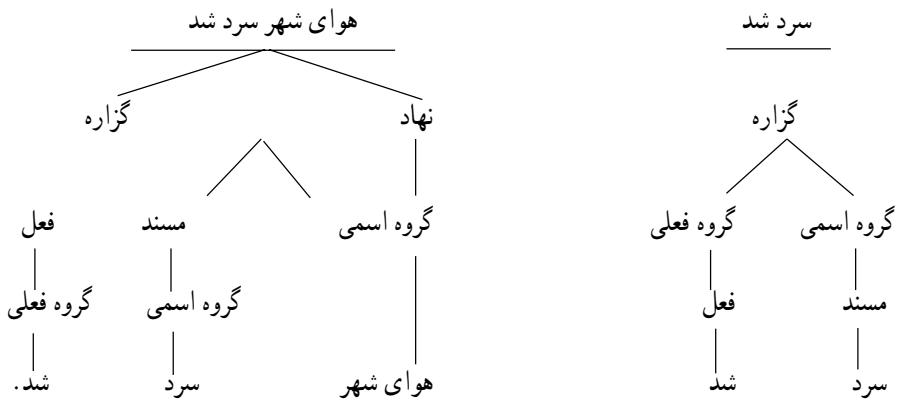 سرد شد
هوای شهر سرد شد
گزاره
نهاد
گزاره
گروه اسمی
گروه فعلی
گروه اسمی
مسند
فعل
مسند
فعل
گروه اسمی
گروه فعلی
سرد
شد
هوای شهر
سرد
شد.